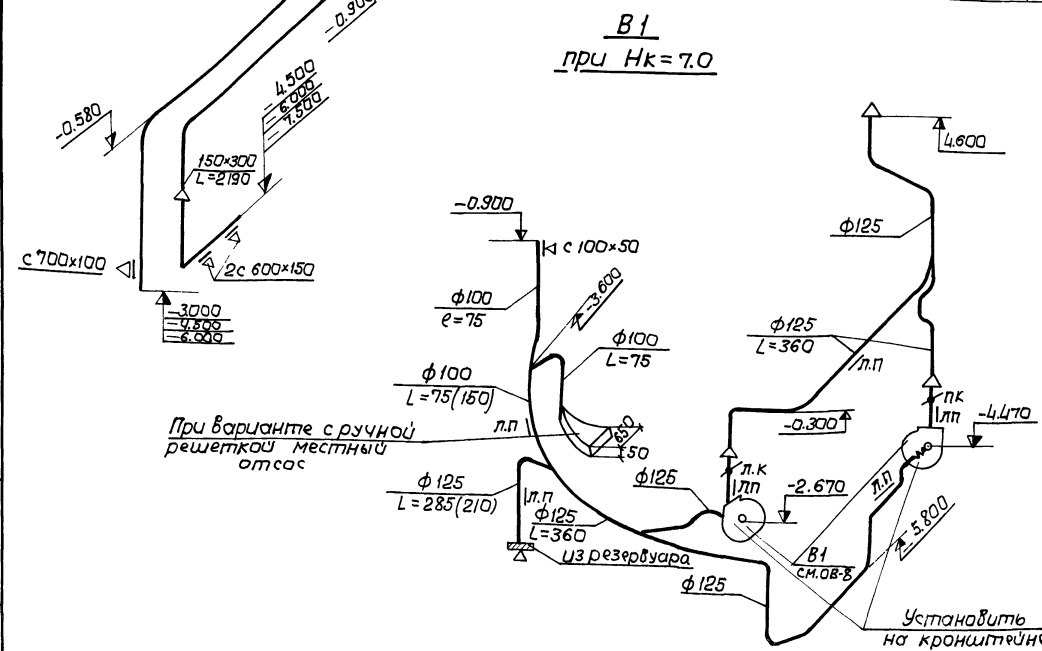 В1
при Нк=7.0
-0.900
-0.580
4.500
6.000
7.500
150×300
L=2190
с 700×100
2с 600×150
-3.000
-4.500
-6.000
-0.900
с 100×50
ф100
е=75
-3.600
ф100
L=75
ф100
L=75(150)
л.п
При варианте с ручной
решеткой местный
отсос
650
50
ф125
L=285(210)
л.п
ф125
L=360
из резервуара
ф125
л.к
лп
-2.670
-0.300
ф125
L=360
л.п
ф125
4.600
пк
лп
-4.470
л.п
-5.800
В1
см.ОВ-8
ф125
Установить
на кронштейне